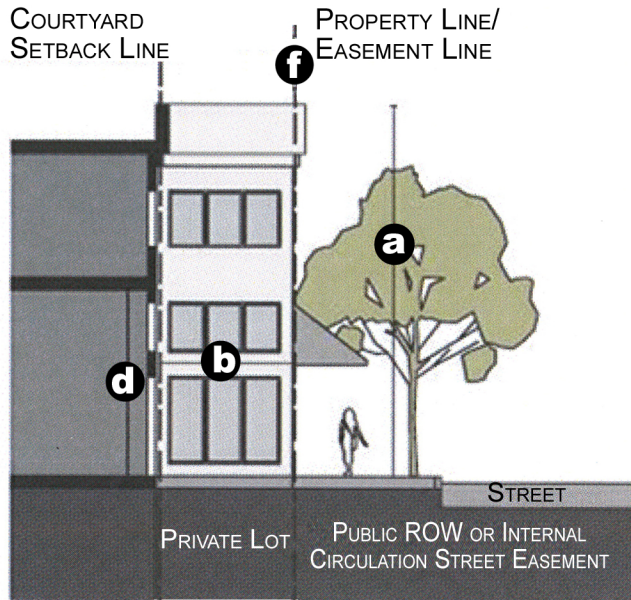 COURTYARD
SETBACK LINE
PROPERTY LINE/
EASEMENT LINE
f
a
b
d
STREET
PRIVATE LOT
PUBLIC ROW OR INTERNAL
CIRCULATION STREET EASEMENT